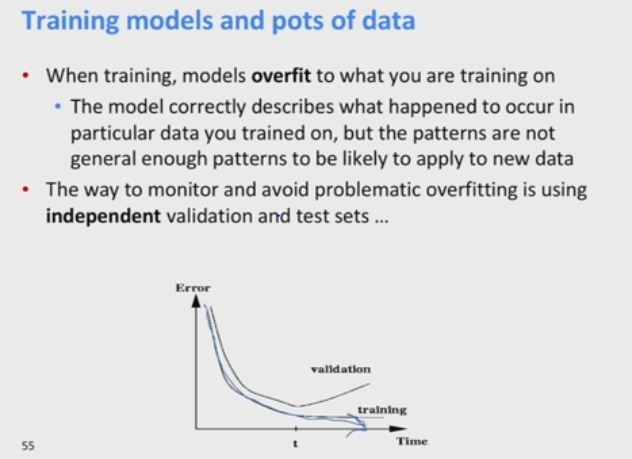 Training models and pots of data
• When training, models overfit to what you are training on
• The model correctly describes what happened to occur in
particular data you trained on, but the patterns are not
general enough patterns to be likely to apply to new data
• The way to monitor and avoid problematic overfitting is using
independent validation and test sets ...
Error
validation
training
Time
t
55